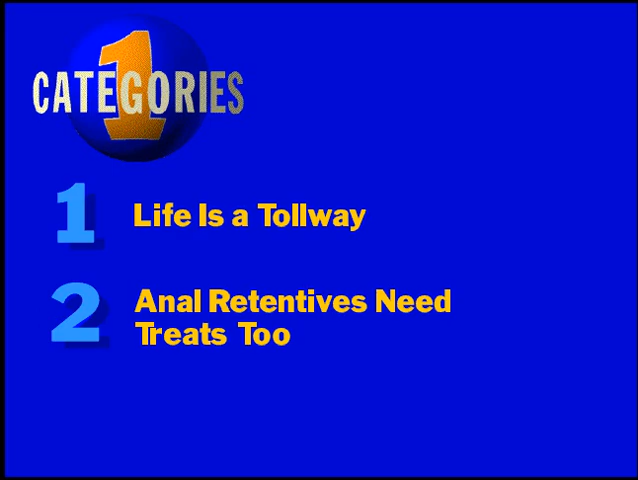 1
CATEGORIES
1
Life Is a Tollway
2
Anal Retentives Need
Treats Too